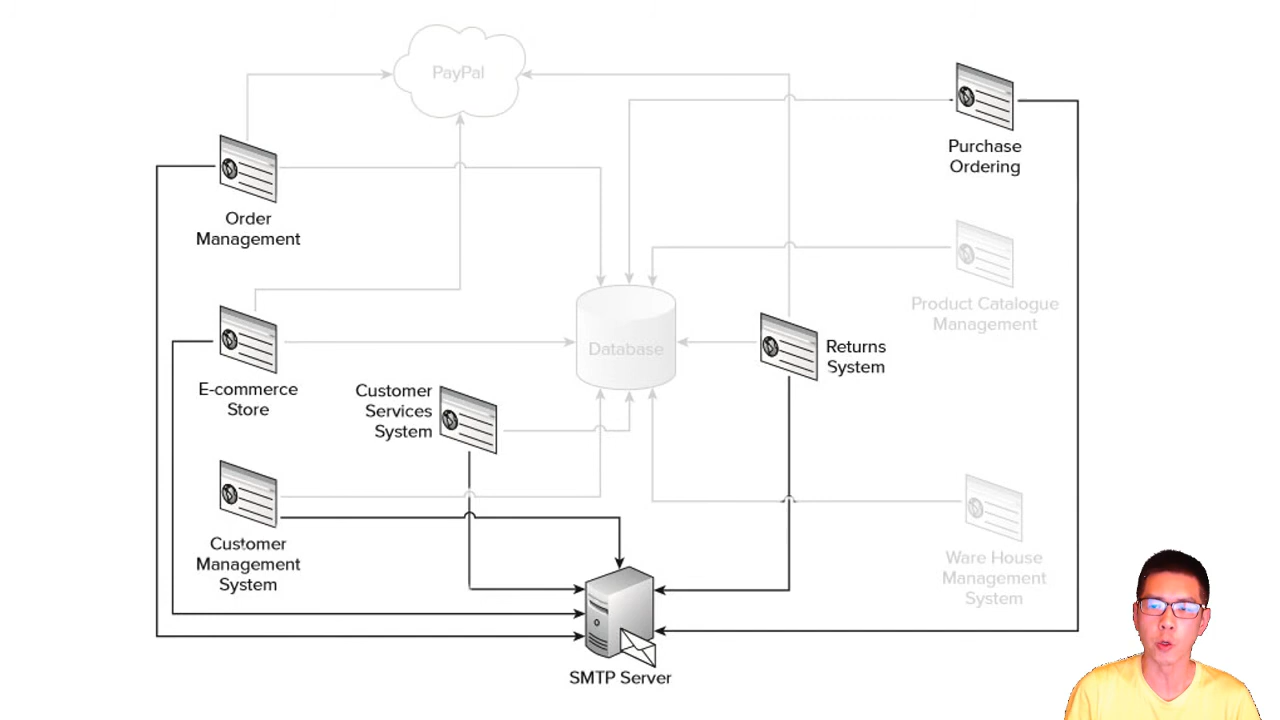 PayPal
Purchase
Ordering
Order
Management
Product Catalogue
Management
Database
Returns
System
E-commerce
Store
Customer
Services
System
Customer
Management
System
Ware House
Management
System
SMTP Server